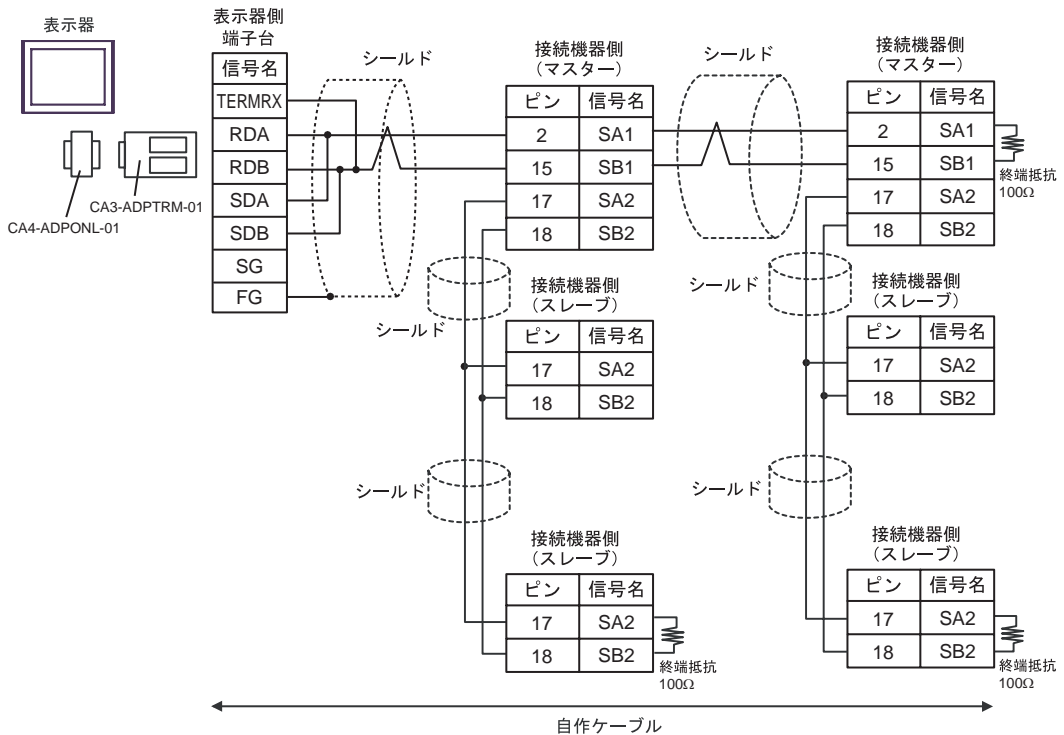 表示器
CA4-ADPONL-01
CA3-ADPTRM-01
表示器側
端子台
信号名
TERMRX
RDA
RDB
SDA
SDB
SG
FG
シールド
接続機器側
(マスター)
ピン 信号名
2 SA1
15 SB1
17 SA2
18 SB2
シールド
接続機器側
(マスター)
ピン 信号名
2 SA1
15 SB1
17 SA2
18 SB2
終端抵抗
100Ω
シールド
接続機器側
(スレーブ)
ピン 信号名
17 SA2
18 SB2
シールド
接続機器側
(スレーブ)
ピン 信号名
17 SA2
18 SB2
シールド
接続機器側
(スレーブ)
ピン 信号名
17 SA2
18 SB2
終端抵抗
100Ω
シールド
接続機器側
(スレーブ)
ピン 信号名
17 SA2
18 SB2
終端抵抗
100Ω
自作ケーブル